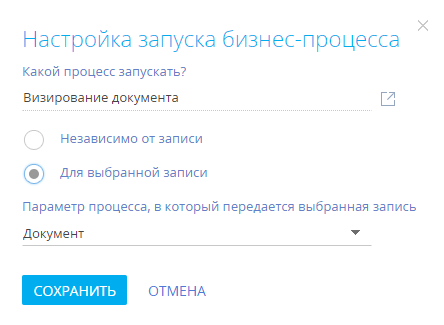 Настройка запуска бизнес-процесса
Какой процесс запускать?
Визирование документа
Независимо от записи
Для выбранной записи
Параметр процесса, в который передается выбранная запись
Документ
СОХРАНИТЬ ОТМЕНА